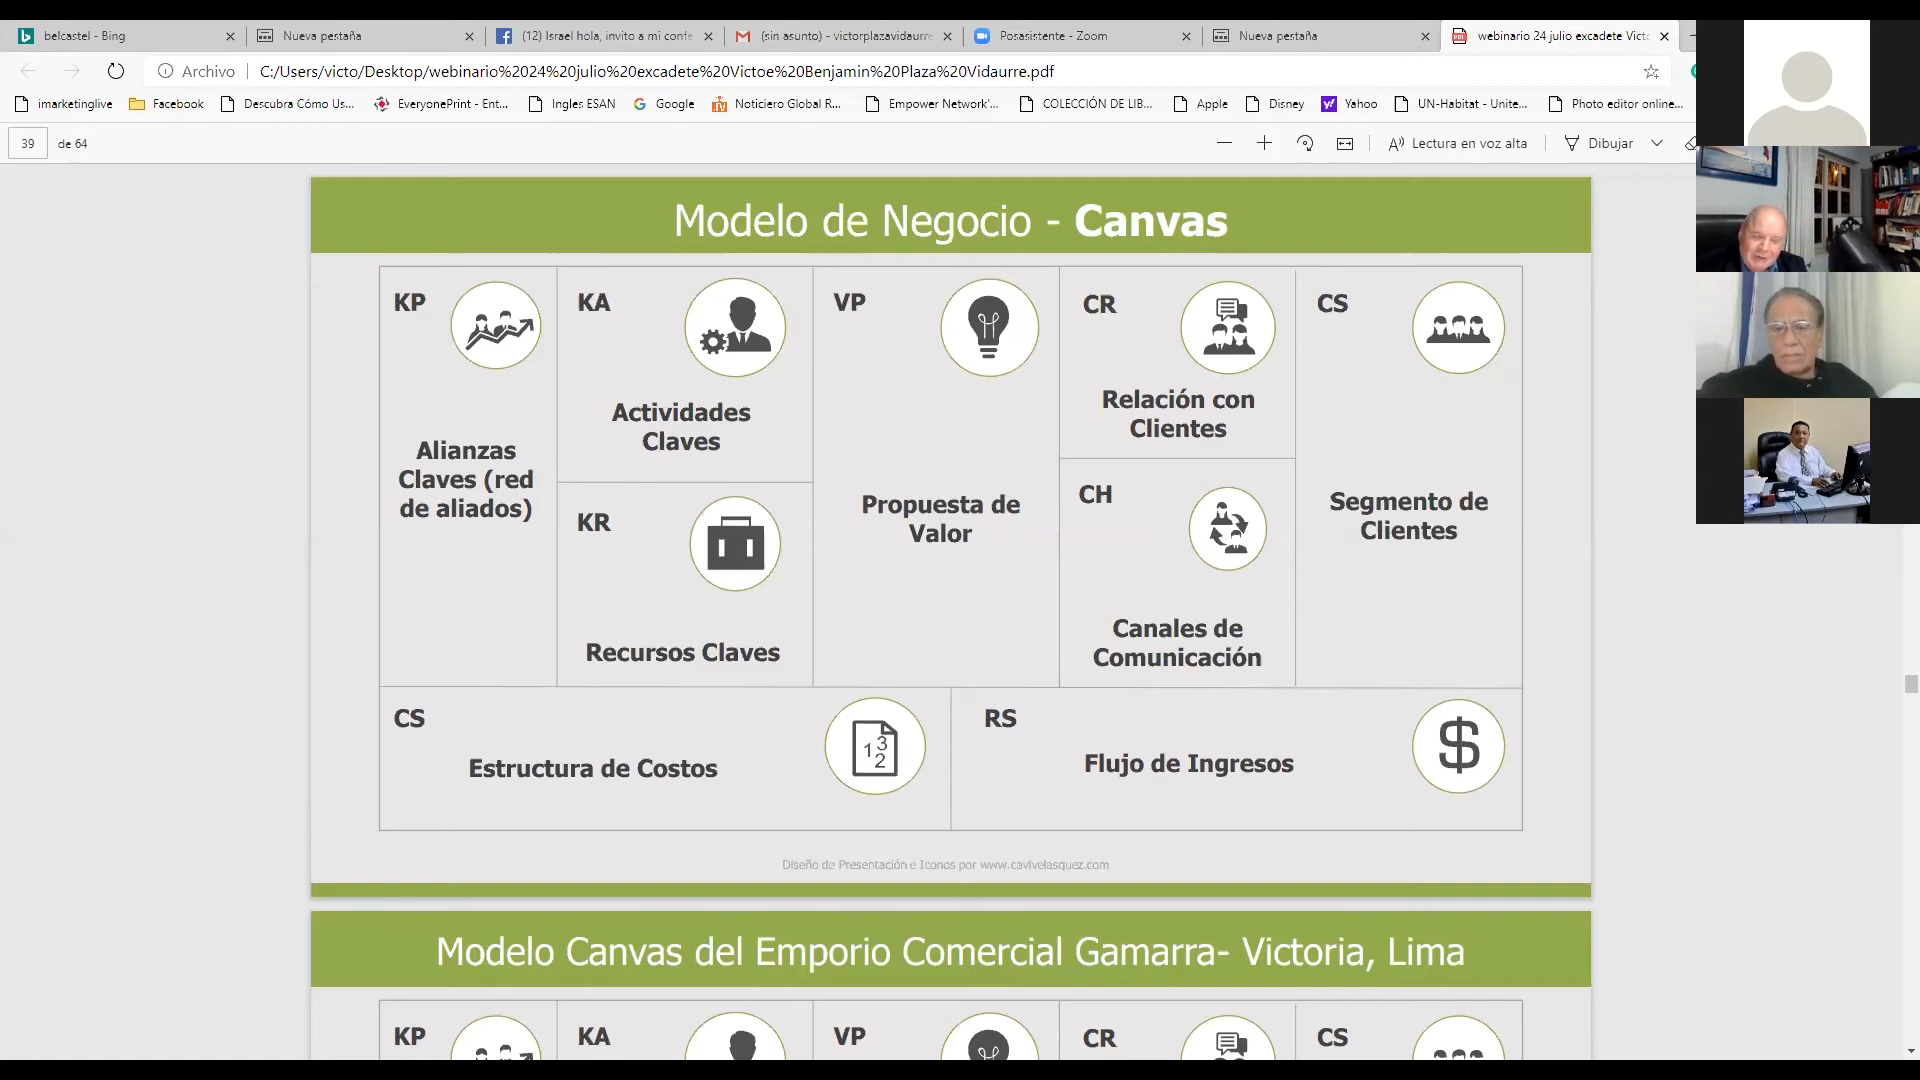 belcastel - Bing
Nueva pestaña
(12) Israel hola, invito a mi confe
(sin asunto) - victorplazavidaurre
Posasistente - Zoom
Nueva pestaña
webinario 24 julio excadete Victo
Archivo
C:/Users/victo/Desktop/webinario%2024%20julio%20excadete%20Victoe%20Benjamin%20Plaza%20Vidaurre.pdf
imarketinglive
Facebook
Descubra Cómo Us...
EveryonePrint - Ent...
Ingles ESAN
Google
Noticiero Global R...
Empower Network'...
COLECCIÓN DE LIB...
Apple
Disney
Yahoo
UN-Habitat - Unite...
Photo editor online...
39
de 64
Lectura en voz alta
Dibujar
Modelo de Negocio - Canvas
KP
Alianzas
Claves (red
de aliados)
KA
Actividades
Claves
KR
Recursos Claves
VP
Propuesta de
Valor
CR
Relación con
Clientes
CH
Canales de
Comunicación
CS
Segmento de
Clientes
CS
Estructura de Costos
1 3
2
RS
Flujo de Ingresos
$
Diseño de Presentación e Iconos por www.cavivelasquez.com
Modelo Canvas del Emporio Comercial Gamarra- Victoria, Lima
KP
KA
VP
CR
CS